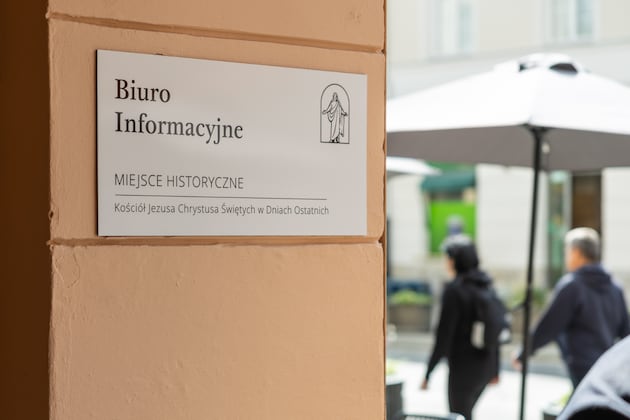 Biuro
Informacyjne
MIEJSCE HISTORYCZNE
Kościół Jezusa Chrystusa Świętych w Dniach Ostatnich